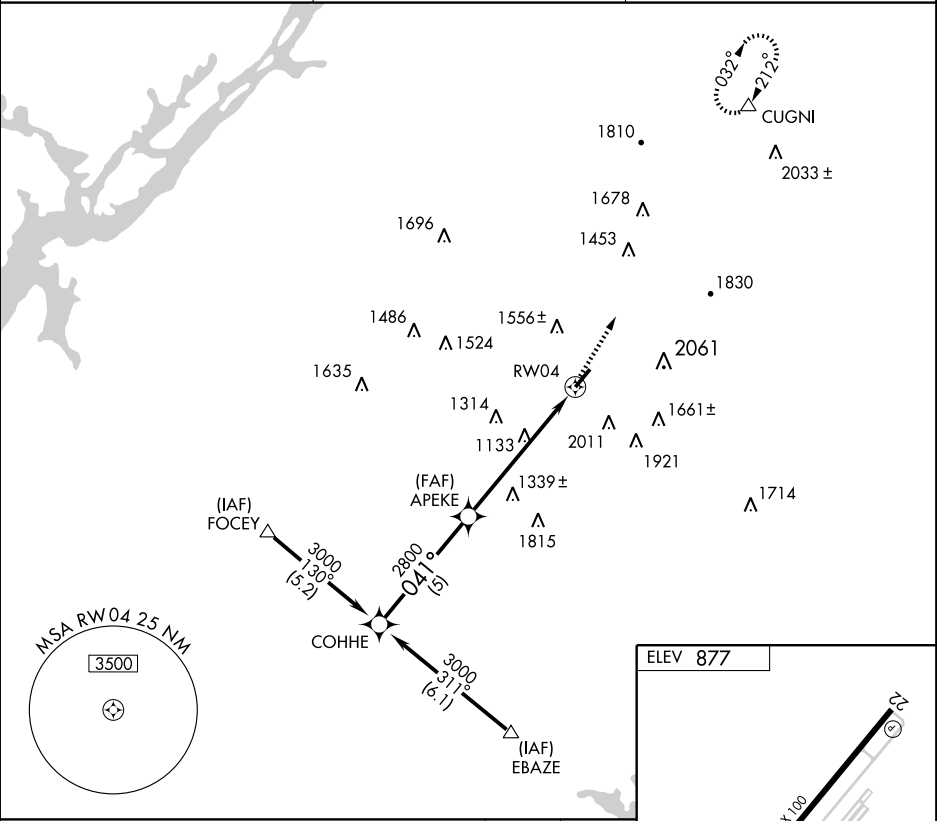 032°
212°
CUGNI
1810
2033 ±
1678
1696
1453
1830
1486
1556 ±
1524
2061
RW04
1635
1314
1661 ±
1133
2011
1921
(FAF)
APEKE
1339 ±
1714
1815
(IAF)
FOCEY
3000
130°
(5.2)
2800
041°
(5)
COHHE
MSA RW04 25 NM
3500
3000
311°
(6.1)
(IAF)
EBAZE
ELEV 877
22
P
X 100